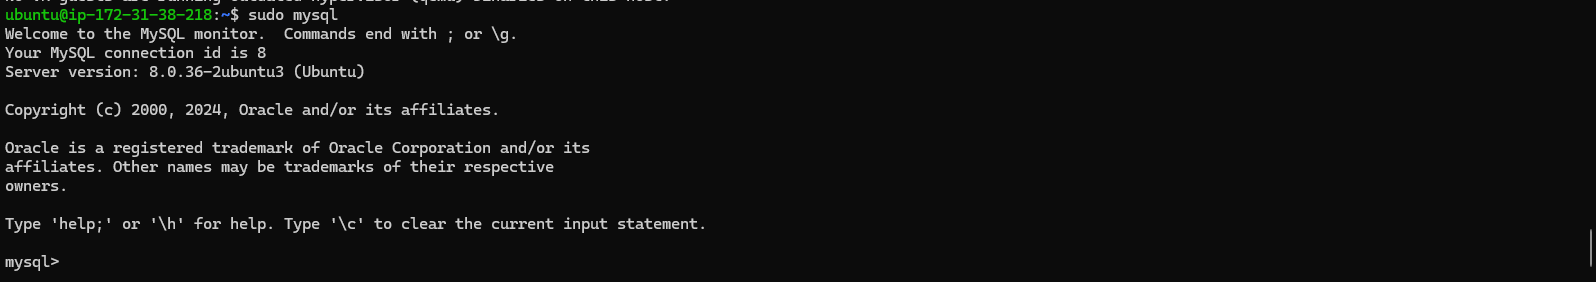 ubuntu@ip-172-31-38-218:~$ sudo mysql
Welcome to the MySQL monitor.  Commands end with ; or \g.
Your MySQL connection id is 8
Server version: 8.0.36-2ubuntu3 (Ubuntu)
Copyright (c) 2000, 2024, Oracle and/or its affiliates.
Oracle is a registered trademark of Oracle Corporation and/or its
affiliates. Other names may be trademarks of their respective
owners.
Type 'help;' or '\h' for help. Type '\c' to clear the current input statement.
mysql>